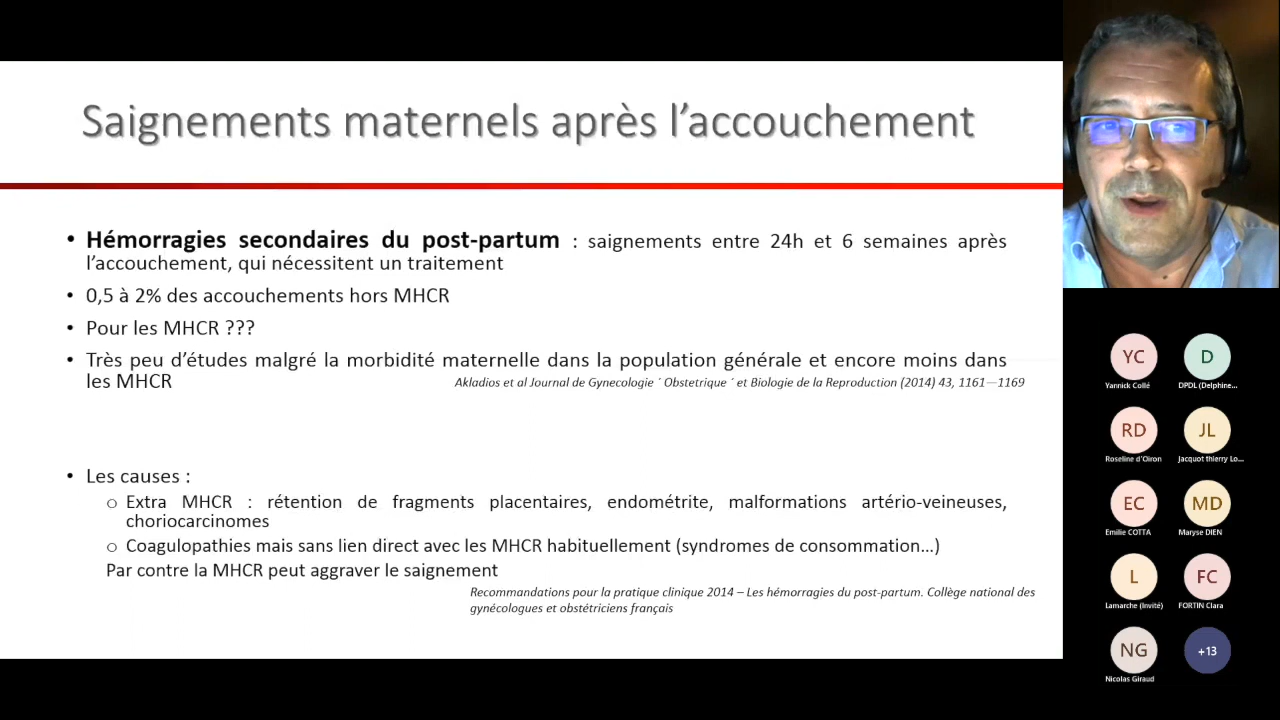 Saignements maternels après l'accouchement
• Hémorragies secondaires du post-partum : saignements entre 24h et 6 semaines après
l'accouchement, qui nécessitent un traitement
• 0,5 à 2% des accouchements hors MHCR
• Pour les MHCR ???
• Très peu d'études malgré la morbidité maternelle dans la population générale et encore moins dans
les MHCR
Akladios et al Journal de Gynecologie ´ Obstetrique ´ et Biologie de la Reproduction (2014) 43, 1161—1169
• Les causes :
o Extra MHCR : rétention de fragments placentaires, endométrite, malformations artério-veineuses,
choriocarcinomes
o Coagulopathies mais sans lien direct avec les MHCR habituellement (syndromes de consommation...)
Par contre la MHCR peut aggraver le saignement
Recommandations pour la pratique clinique 2014 – Les hémorragies du post-partum. Collège national des
gynécologues et obstétriciens français
YC
D
Yannick Collé
DPDL (Delphine...
RD
JL
Roseline d'Oiron
Jacquot thierry Lo...
EC
MD
Emilie COTTA
Maryse DIEN
L
FC
Lamarche (Invité)
FORTIN Clara
NG
+13
Nicolas Giraud